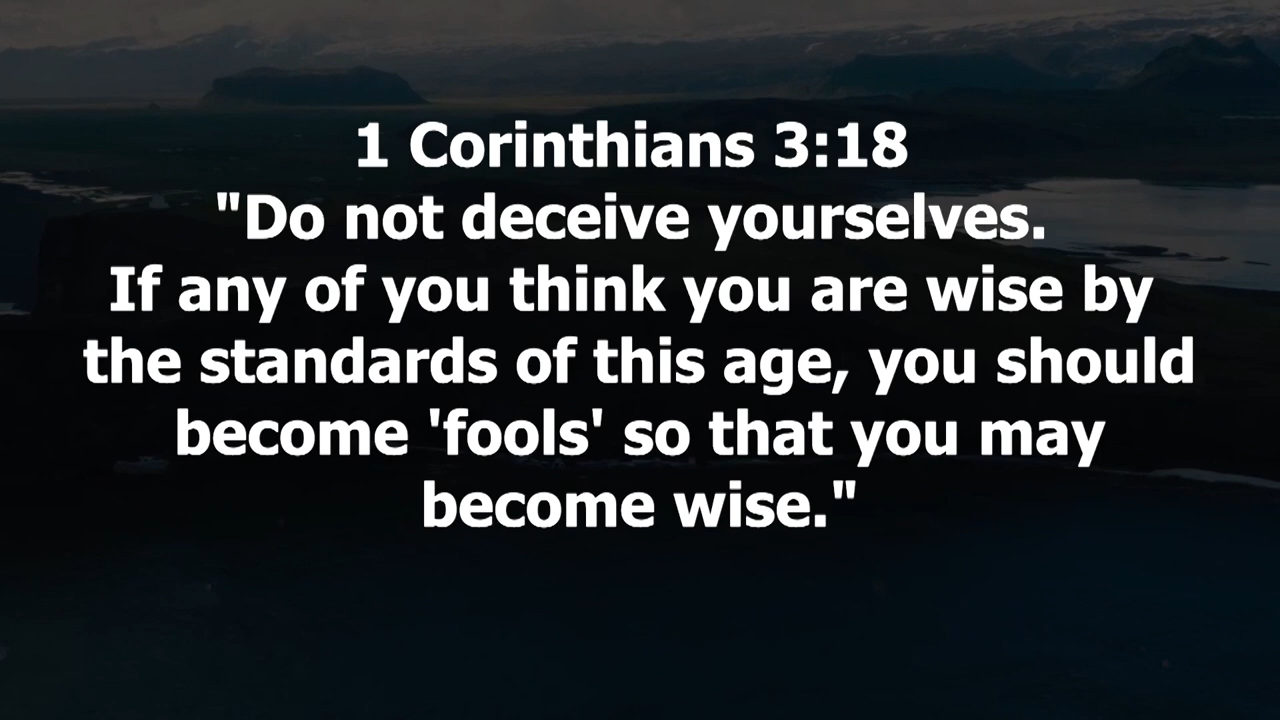 1 Corinthians 3:18
"Do not deceive yourselves.
If any of you think you are wise by
the standards of this age, you should
become 'fools' so that you may
become wise."